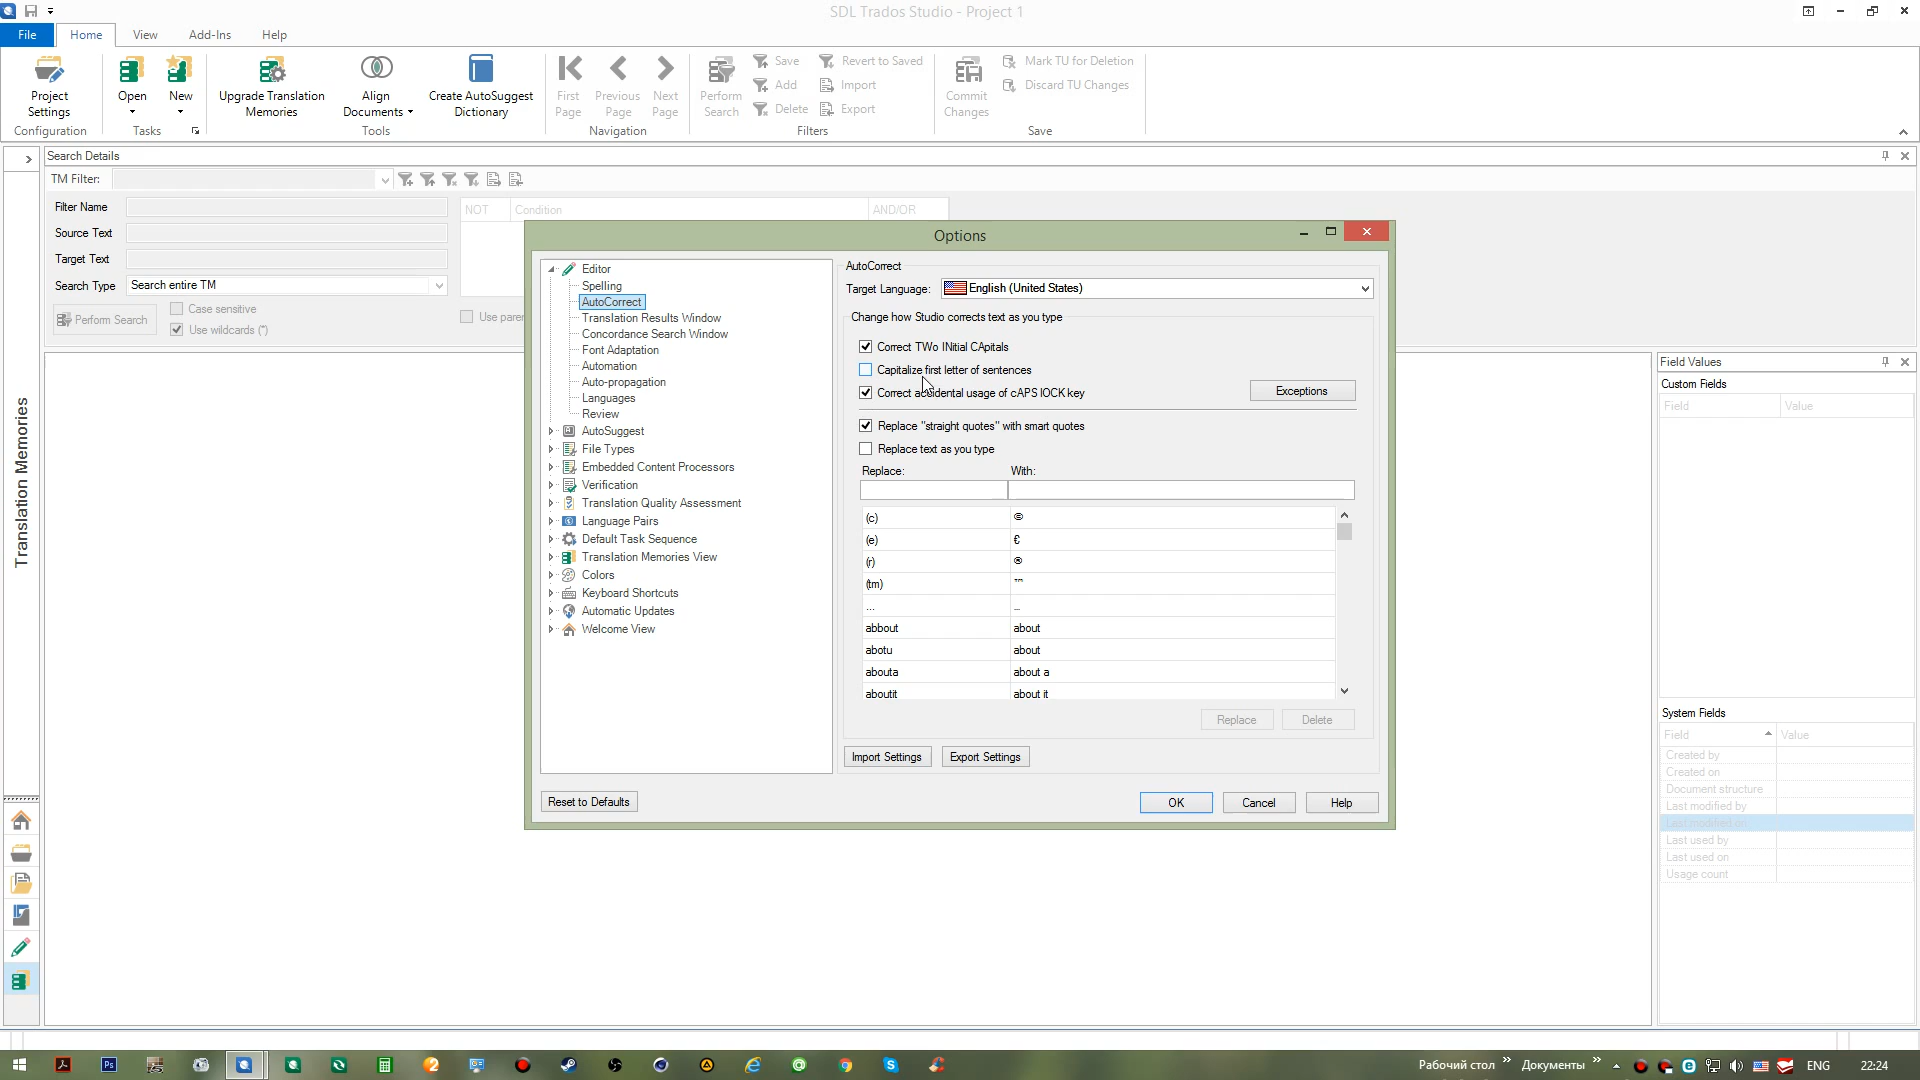 SDL Trados Studio - Project 1
File Home View Add-Ins Help
Project Settings
Open
New
Upgrade Translation Memories
Align Documents
Create AutoSuggest Dictionary
First Page
Previous Page
Next Page
Perform Search
Save
Add
Delete
Revert to Saved
Import
Export
Commit Changes
Mark TU for Deletion
Discard TU Changes
Configuration Tasks Tools Navigation Filters Save
Search Details
TM Filter:
Filter Name
Source Text
Target Text
Search Type Search entire TM
Perform Search
Case sensitive
Use wildcards (*)
NOT Condition AND/OR
Use paren
Translation Memories
Options
Editor
Spelling
AutoCorrect
Translation Results Window
Concordance Search Window
Font Adaptation
Automation
Auto-propagation
Languages
Review
AutoSuggest
File Types
Embedded Content Processors
Verification
Translation Quality Assessment
Language Pairs
Default Task Sequence
Translation Memories View
Colors
Keyboard Shortcuts
Automatic Updates
Welcome View
AutoCorrect
Target Language: English (United States)
Change how Studio corrects text as you type
Correct TWo INitial CApitals
Capitalize first letter of sentences
Correct accidental usage of cAPS lOCK key
Exceptions
Replace "straight quotes" with smart quotes
Replace text as you type
Replace: With:
(c) ©
(e) €
(r) ®
(tm) ™
... …
abbout about
abotu about
abouta about a
aboutit about it
Replace Delete
Import Settings Export Settings
Reset to Defaults OK Cancel Help
Field Values
Custom Fields
Field Value
System Fields
Field Value
Created by
Created on
Document structure
Last modified by
Last modified on
Last used by
Last used on
Usage count
Рабочий стол » Документы » ENG 22:24